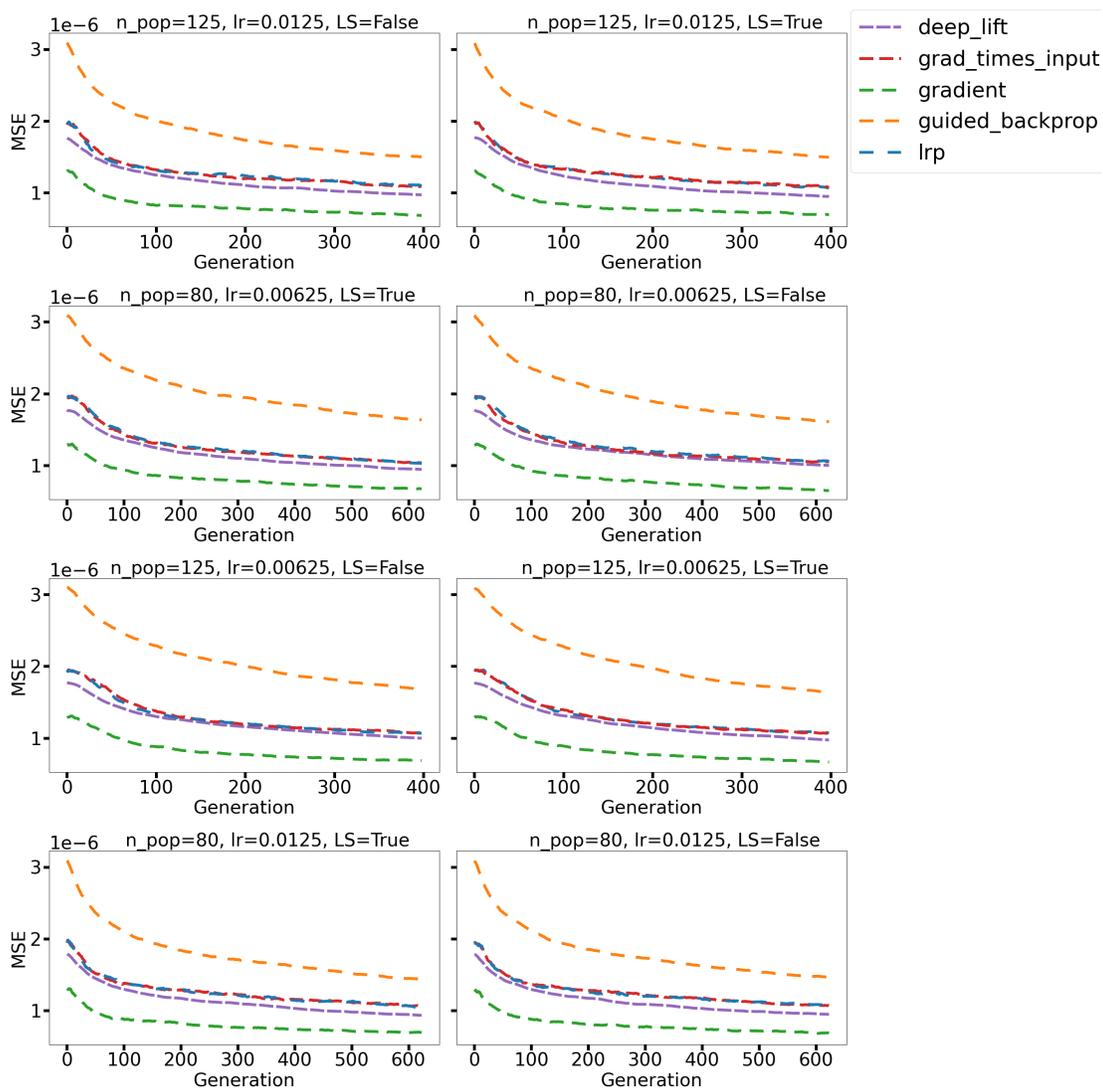 1e−6 n_pop=125, lr=0.0125, LS=False
3
2
1
MSE
0 100 200 300 400
Generation
n_pop=125, lr=0.0125, LS=True
0 100 200 300 400
Generation
deep_lift
grad_times_input
gradient
guided_backprop
lrp
1e−6 n_pop=80, lr=0.00625, LS=True
3
2
1
MSE
0 100 200 300 400 500 600
Generation
n_pop=80, lr=0.00625, LS=False
0 100 200 300 400 500 600
Generation
1e−6 n_pop=125, lr=0.00625, LS=False
3
2
1
MSE
0 100 200 300 400
Generation
n_pop=125, lr=0.00625, LS=True
0 100 200 300 400
Generation
1e−6 n_pop=80, lr=0.0125, LS=True
3
2
1
MSE
0 100 200 300 400 500 600
Generation
n_pop=80, lr=0.0125, LS=False
0 100 200 300 400 500 600
Generation